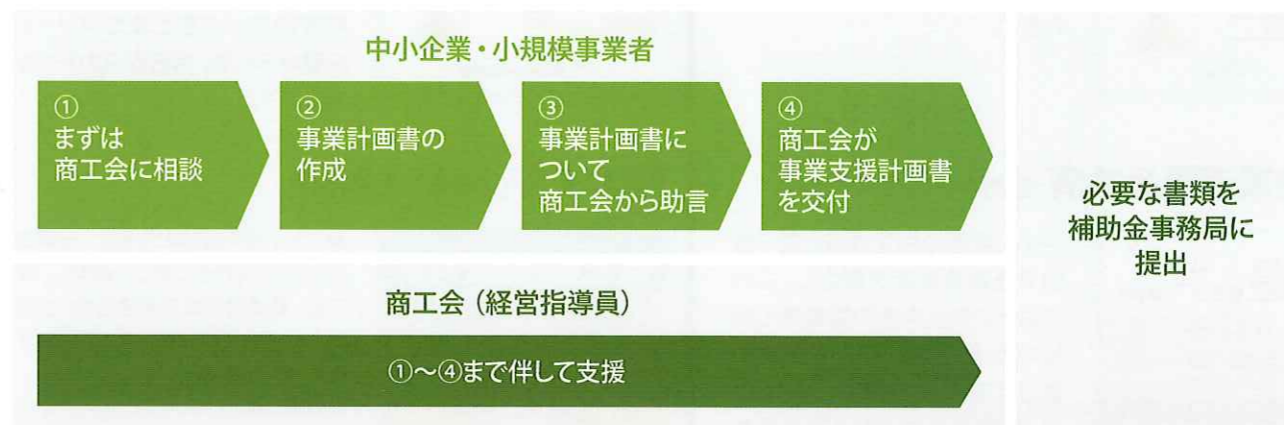 中小企業・小規模事業者
①
まずは
商工会に相談
②
事業計画書の
作成
③
事業計画書に
ついて
商工会から助言
④
商工会が
事業支援計画書
を交付
商工会（経営指導員）
①〜④まで伴して支援
必要な書類を
補助金事務局に
提出